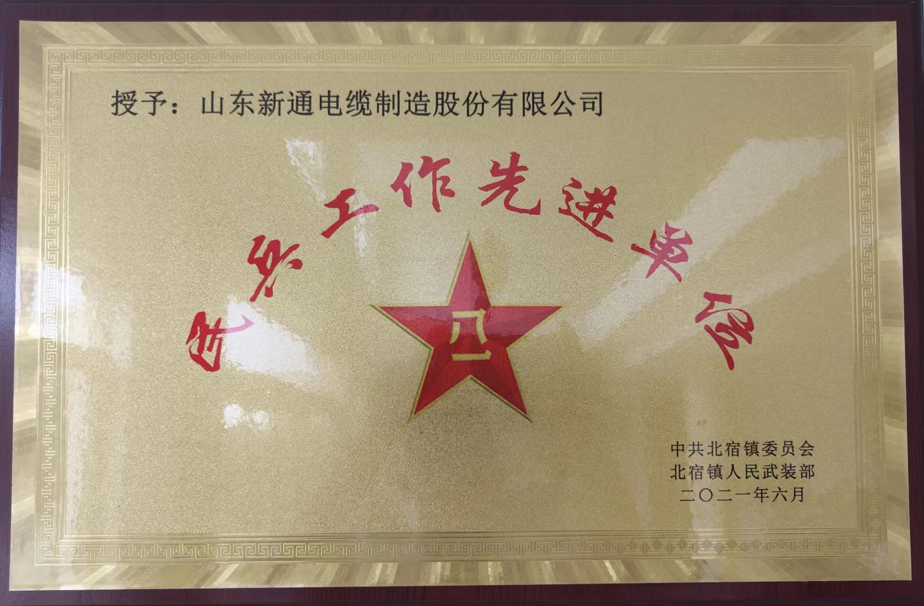 授予：山东新通电缆制造股份有限公司
民兵工作先进单位
八一
中共北宿镇委员会
北宿镇人民武装部
二〇二一年六月